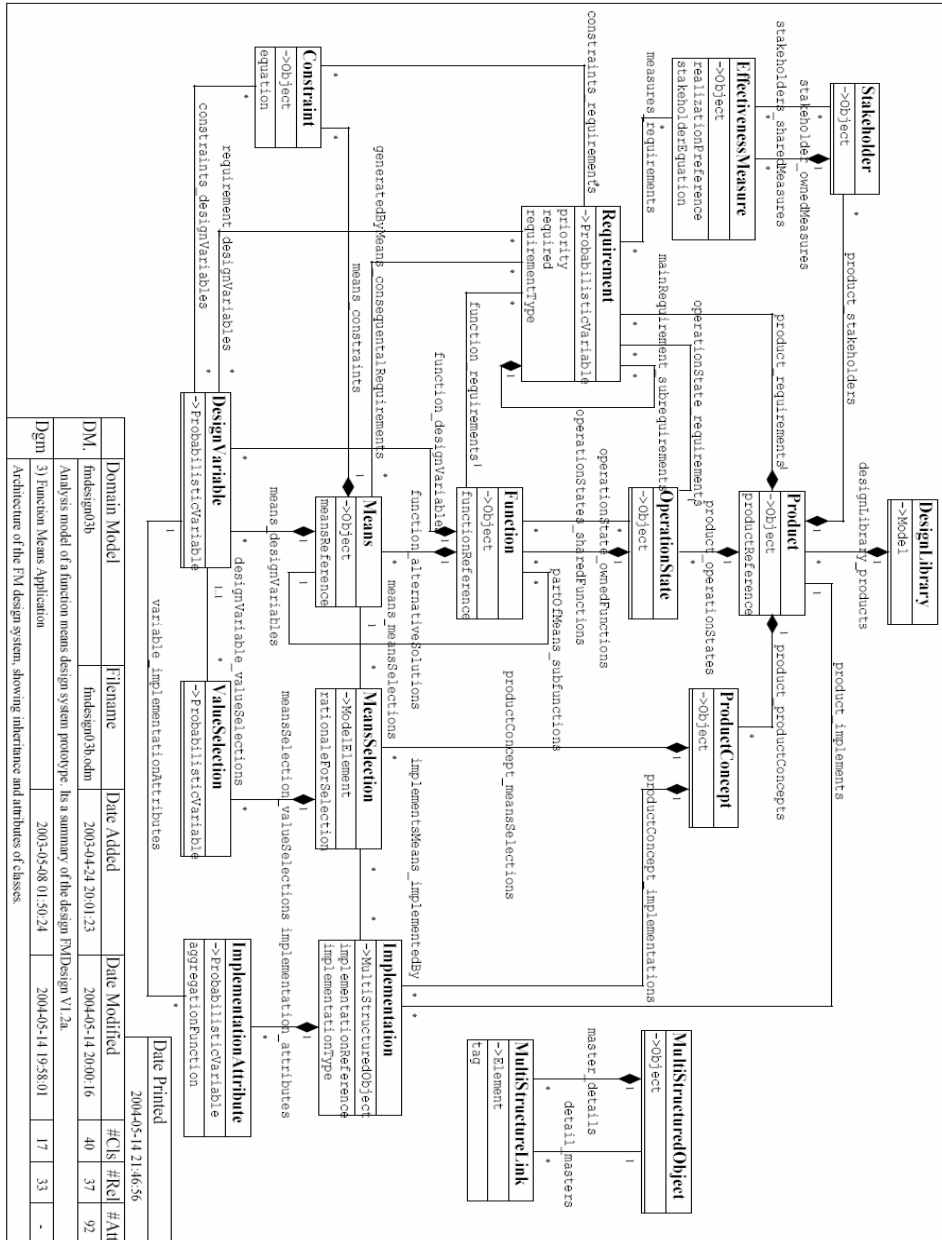 DesignLibrary
->Model
designLibrary_products
Stakeholder
->Object
product_stakeholders
Product
->Object
productReference
product_implements
stakeholder_ownedMeasures
stakeholders_sharedMeasures
EffectivenessMeasure
->Object
realizationPreference
stakeholderEquation
measures_requirements
product_requirements
product_operationStates
product_productConcepts
ProductConcept
->Object
productConcept_implementations
productConcept_meansSelections
MultiStructuredObject
->Object
master_details
detail_masters
MultiStructureLink
->Element
tag
OperationState
->Object
operationState_requirements
mainRequirement_subrequirements
operationState_ownedFunctions
operationStates_sharedFunctions
constraints_requirements
Requirement
->ProbabilisticVariable
priority
required
requirementType
function_requirements
Function
->Object
functionReference
partOfMeans_subfunctions
function_designVariables
function_alternativeSolutions
Constraint
->Object
equation
generatedByMeans_consequentalRequirements
means_constraints
requirement_designVariables
constraints_designVariables
Means
->Object
meansReference
means_meansSelections
means_designVariables
MeansSelection
->ModelElement
rationaleForSelection
implementsMeans_implementedBy
Implementation
->MultiStructuredObject
implementationReference
implementationType
meansSelection_valueSelections
implementation_attributes
DesignVariable
->ProbabilisticVariable
1..1
designVariable_valueSelections
ValueSelection
->ProbabilisticVariable
ImplementationAttribute
->ProbabilisticVariable
aggregationFunction
variable_implementationAttributes
Date Printed
2004-05-14 21:46:56
Domain Model Filename Date Added Date Modified #Cls #Rel #Att
DM. fmdesign03b fmdesign03b.odm 2003-04-24 20:01:23 2004-05-14 20:00:16 40 37 92
Analysis model of a function means design system prototype. Its a summary of the design FMDesign V1.2a.
Dgm 3) Function Means Application 2003-05-08 01:50:24 2004-05-14 19:58:01 17 33 -
Architecture of the FM design system, showing inheritance and attributes of classes.